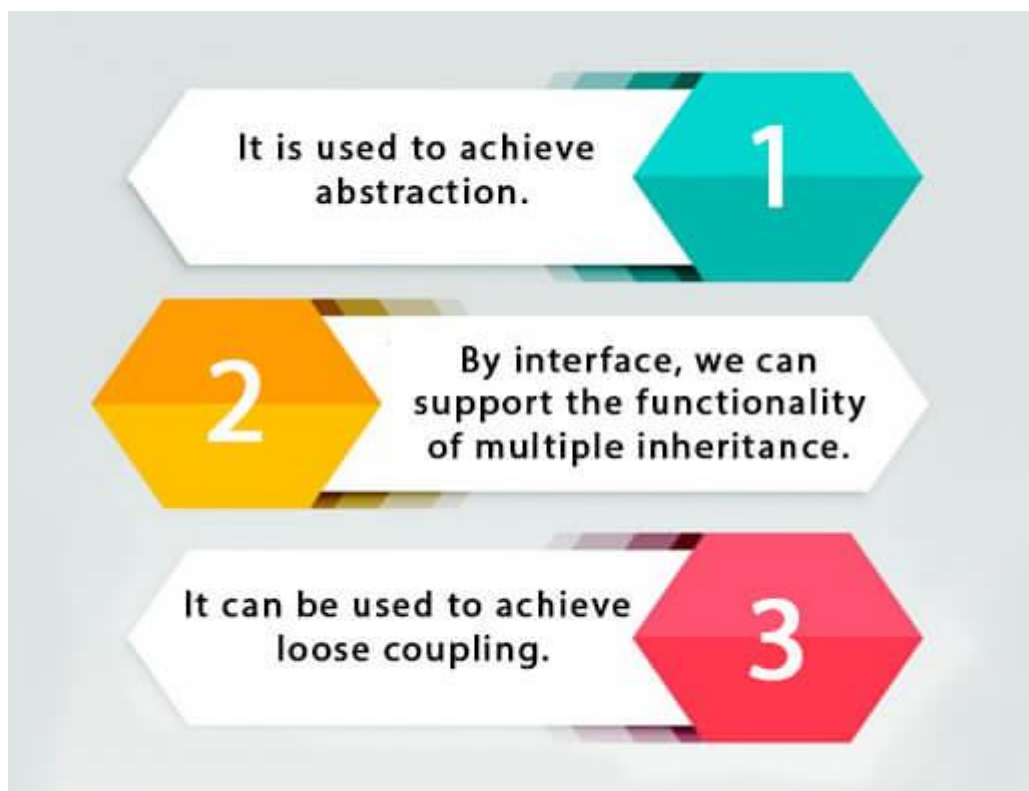 It is used to achieve
abstraction.
1
2
By interface, we can
support the functionality
of multiple inheritance.
It can be used to achieve
loose coupling.
3